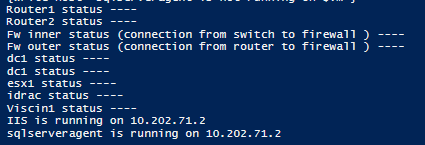 Router1 status ----
Router2 status ----
Fw inner status (connection from switch to firewall ) ----
Fw outer status (connection from router to firewall ) ----
dc1 status ----
dc1 status ----
esx1 status ----
idrac status ----
Viscin1 status ----
IIS is running on 10.202.71.2
sqlserveragent is running on 10.202.71.2